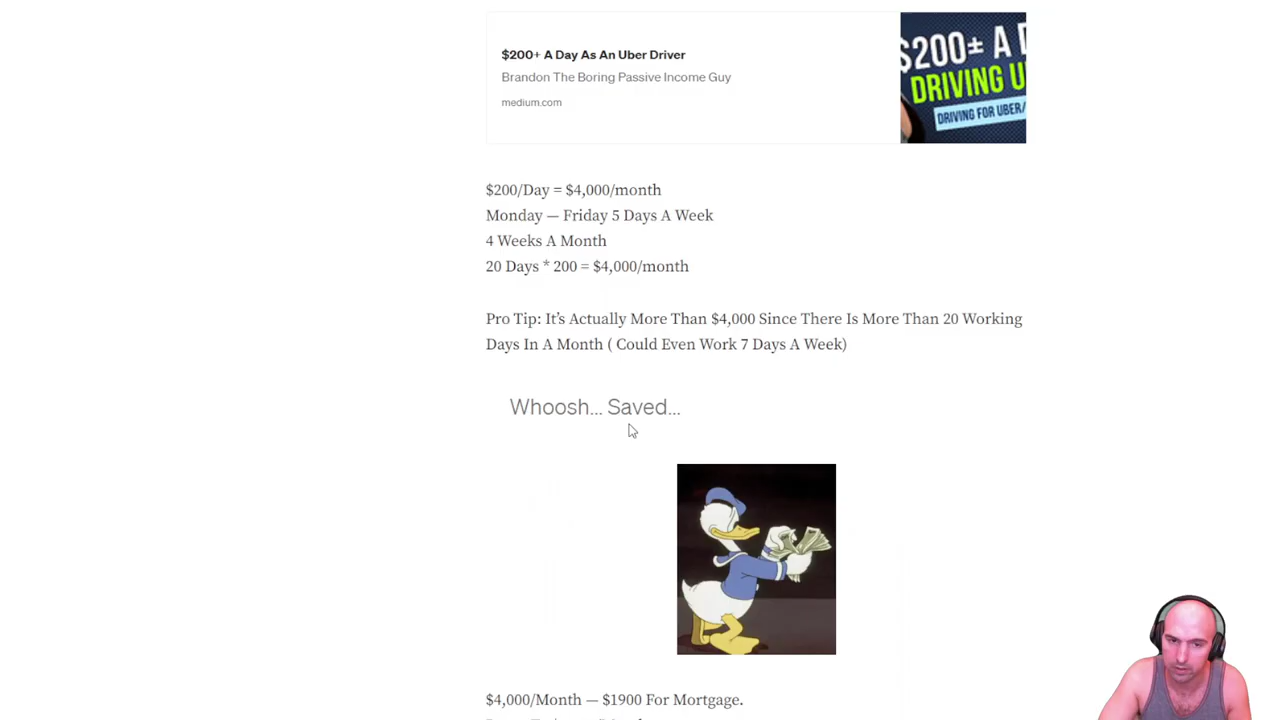 $200+ A Day As An Uber Driver
Brandon The Boring Passive Income Guy
medium.com
$200± A D
DRIVING U
DRIVING FOR UBER/
$200/Day = $4,000/month
Monday — Friday 5 Days A Week
4 Weeks A Month
20 Days * 200 = $4,000/month
Pro Tip: It’s Actually More Than $4,000 Since There Is More Than 20 Working
Days In A Month ( Could Even Work 7 Days A Week)
Whoosh... Saved...
$4,000/Month — $1900 For Mortgage.